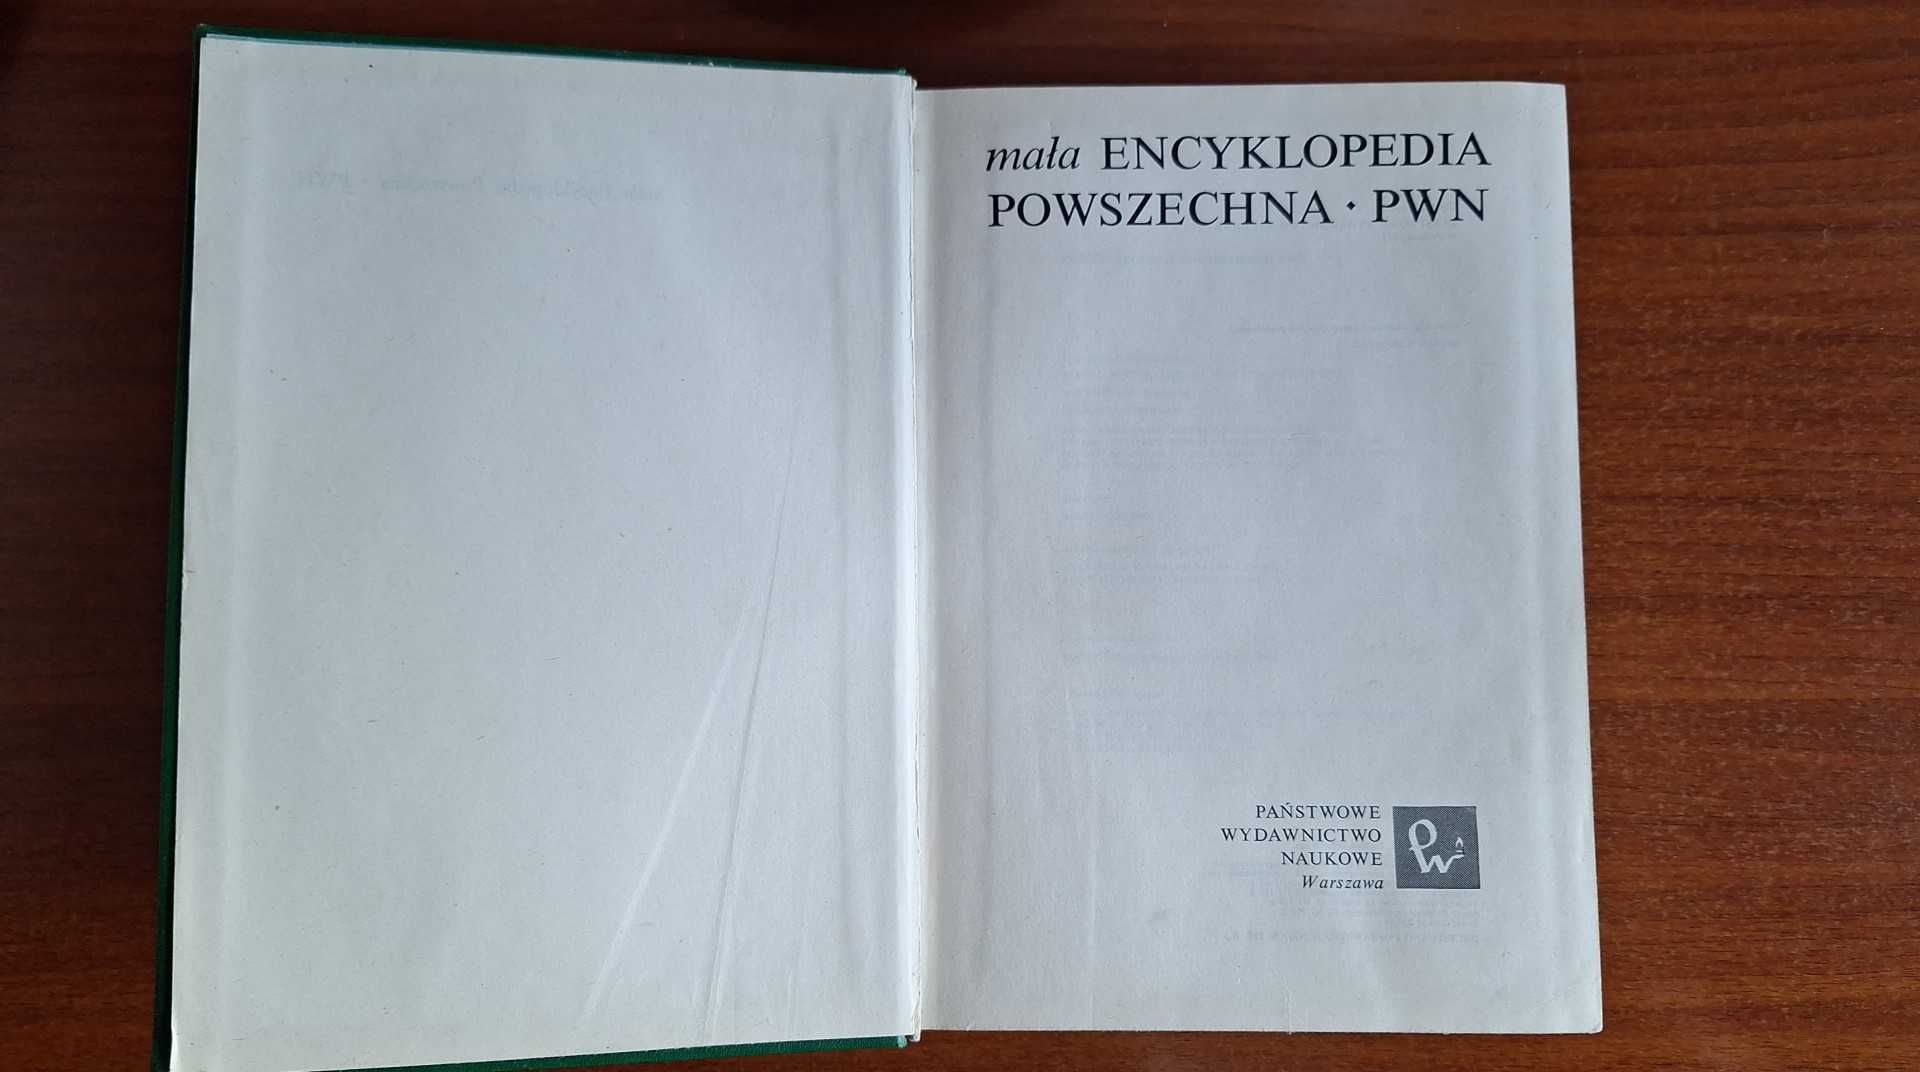 mała ENCYKLOPEDIA
POWSZECHNA · PWN
PAŃSTWOWE
WYDAWNICTWO
NAUKOWE
Warszawa